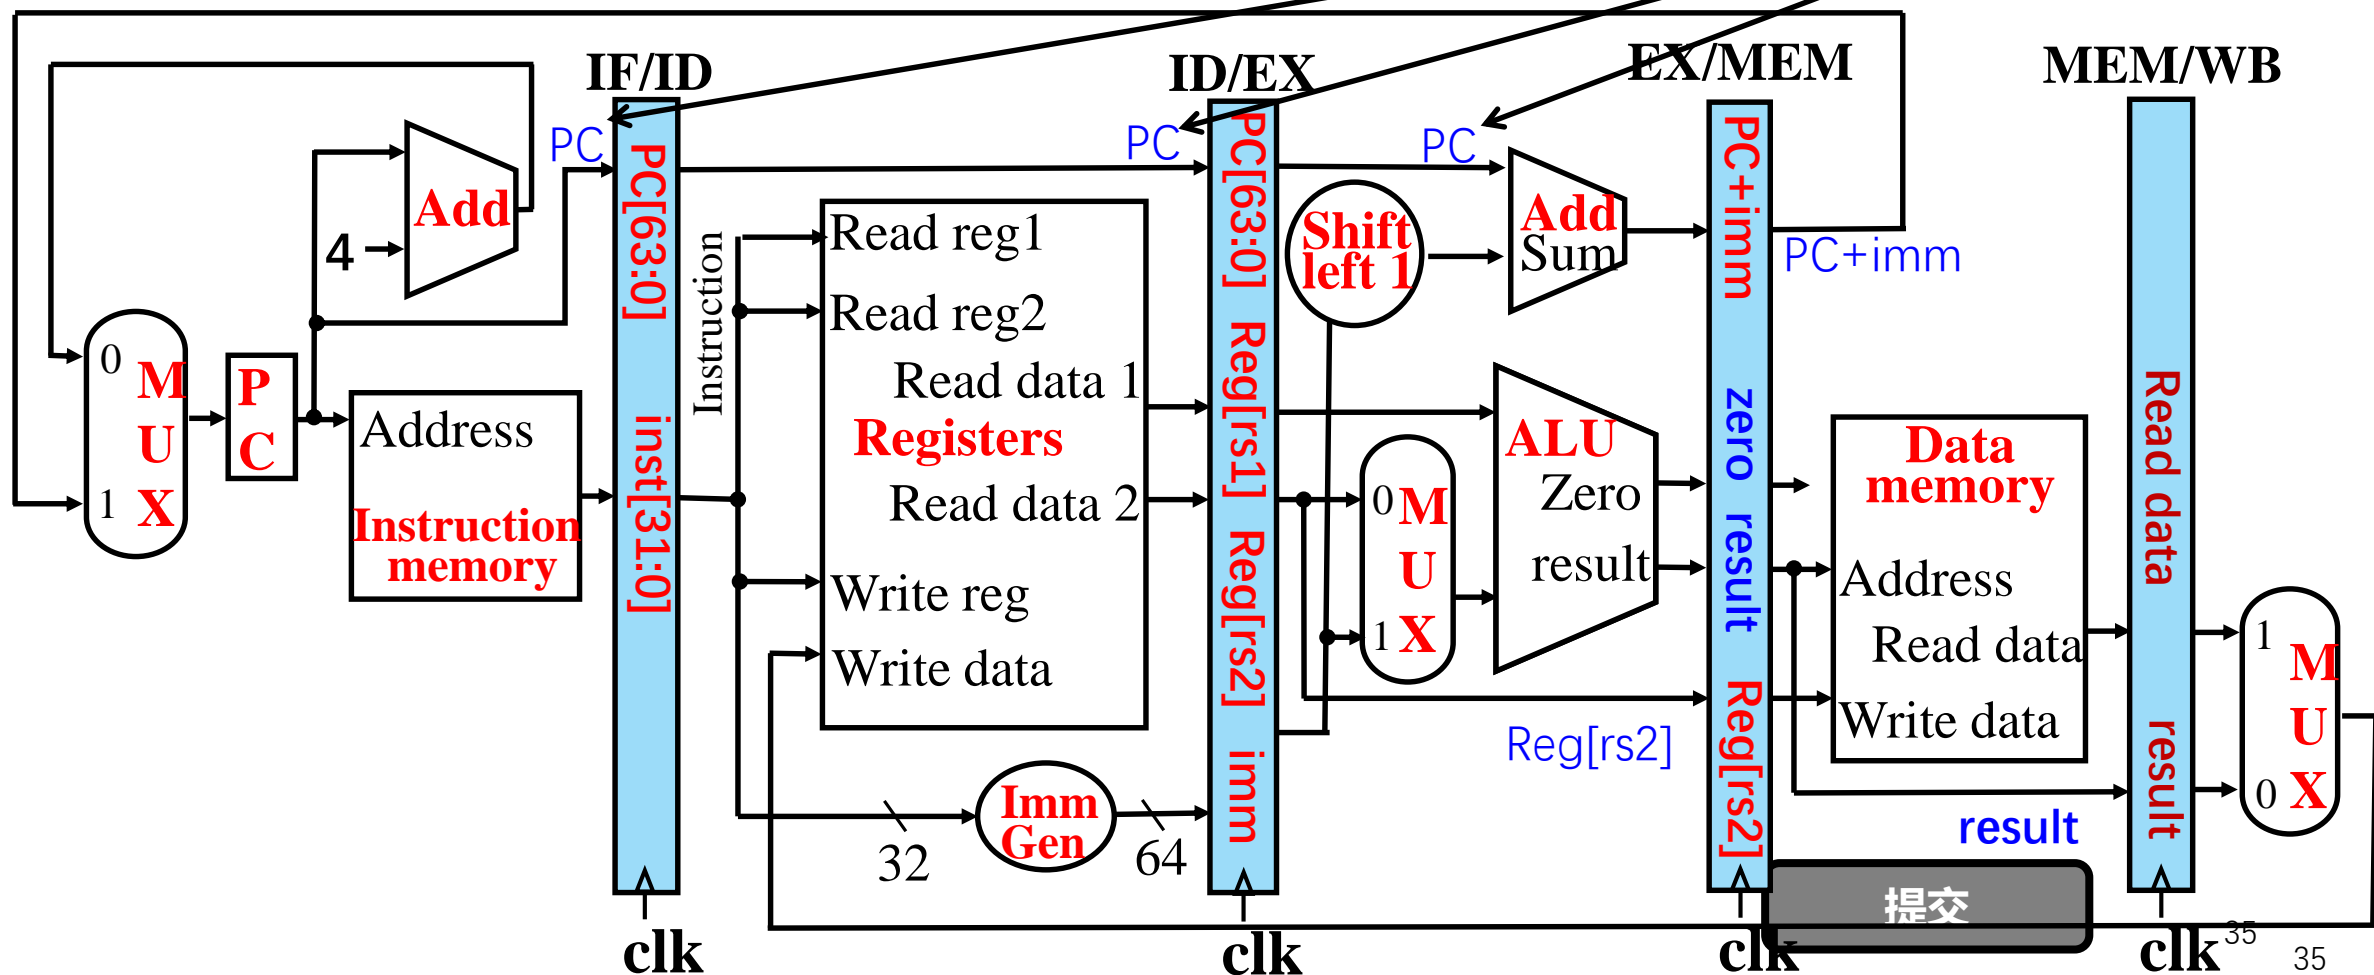 IF/ID
ID/EX
EX/MEM
MEM/WB
PC
PC
PC
Add
4
0
M
U
X
1
P
C
Address
Instruction
memory
PC[63:0]
inst[31:0]
Instruction
Read reg1
Read reg2
Read data 1
Registers
Read data 2
Write reg
Write data
32
Imm
Gen
64
PC[63:0]
Reg[rs1]
Reg[rs2]
imm
Shift
left 1
Add
Sum
0
M
U
X
1
ALU
Zero
result
Reg[rs2]
PC+imm
zero
result
Reg[rs2]
PC+imm
Data
memory
Address
Read data
Write data
result
Read data
result
1
M
U
X
0
提交
clk
clk
clk
clk
35
35